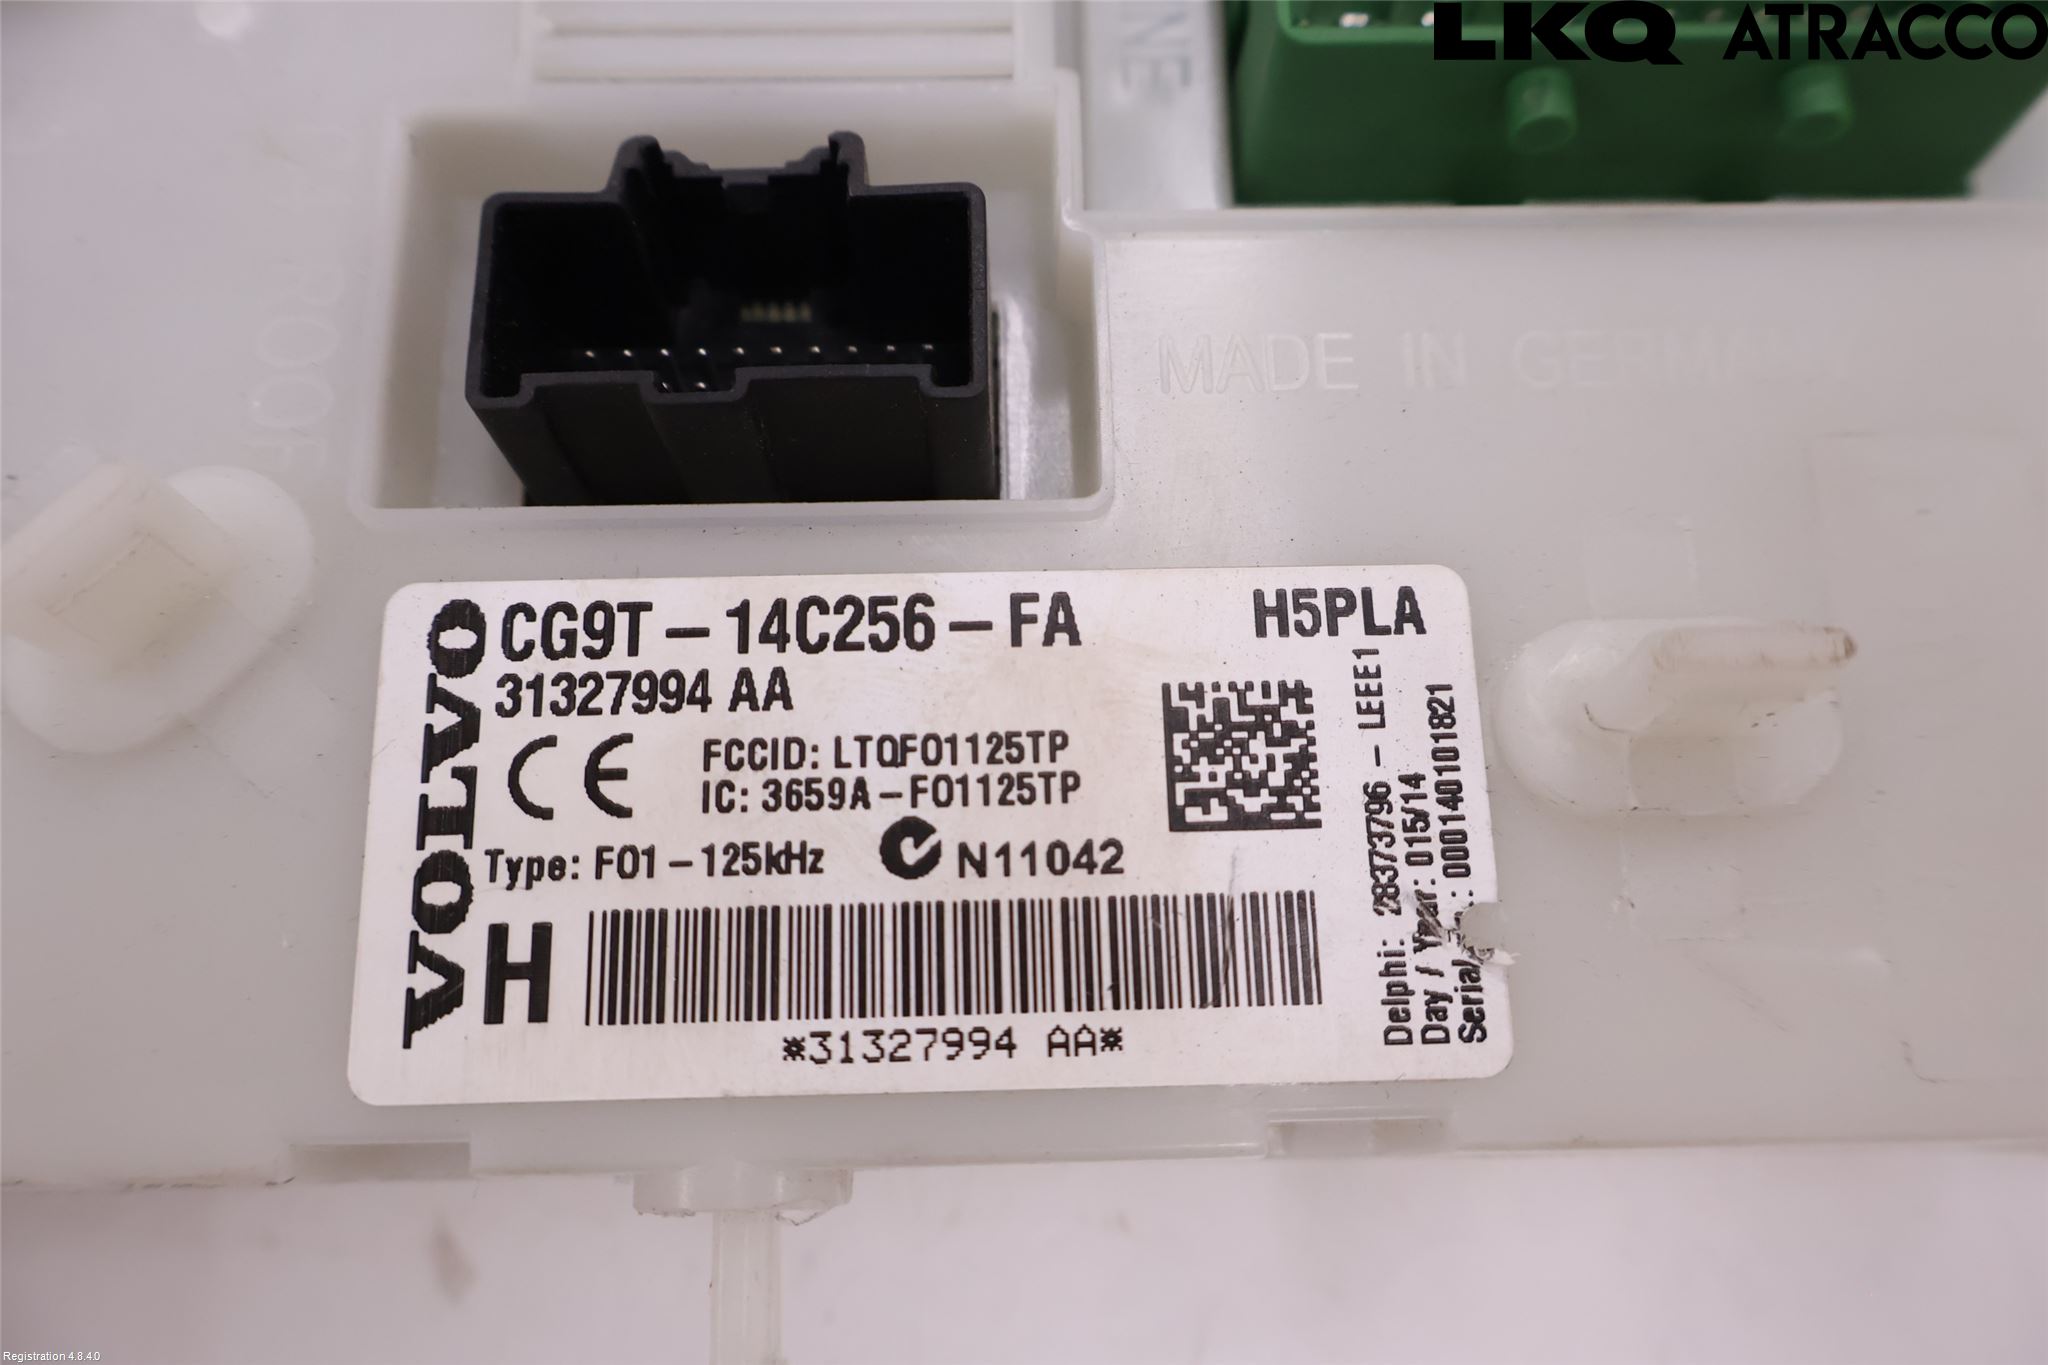 LKQ ATRACCO
MADE IN GERMANY
VOLVO
CG9T-14C256-FA
H5PLA
31327994 AA
CE
FCCID: LTQFO1125TP
IC: 3659A-FO1125TP
Type: FO1-125kHz
N11042
H
*31327994 AA*
Delphi: 28373796 - LEEE1
Day / Year: 015/14
Serial : 000140101821
Registration 4.8.4.0